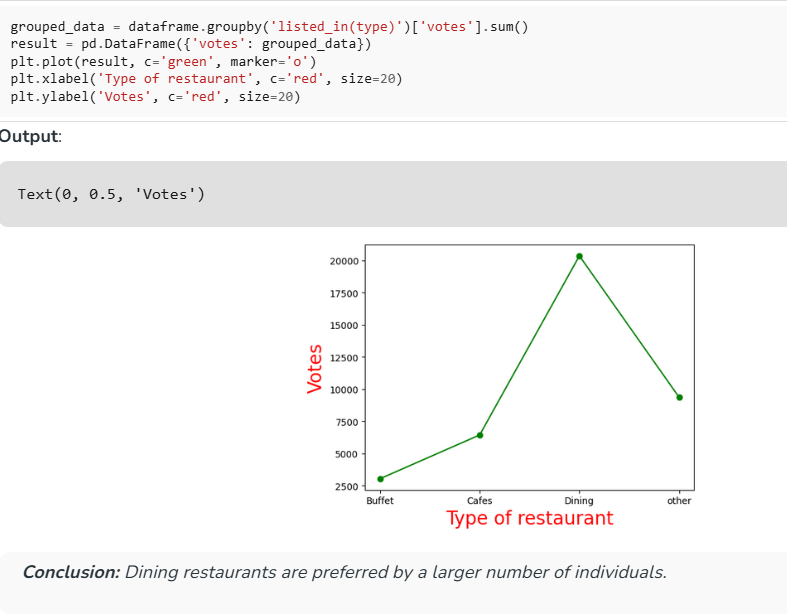 grouped_data = dataframe.groupby('listed_in(type)')['votes'].sum()
result = pd.DataFrame({'votes': grouped_data})
plt.plot(result, c='green', marker='o')
plt.xlabel('Type of restaurant', c='red', size=20)
plt.ylabel('Votes', c='red', size=20)
Output:
Text(0, 0.5, 'Votes')
20000
17500
15000
12500
10000
7500
5000
2500
Votes
Buffet Cafes Dining other
Type of restaurant
Conclusion: Dining restaurants are preferred by a larger number of individuals.